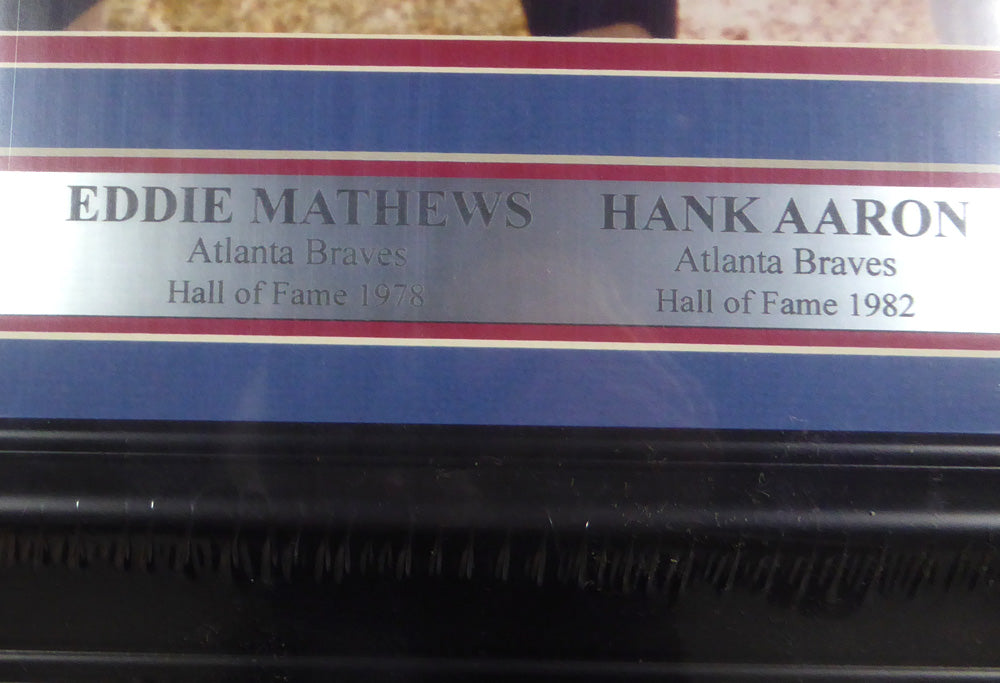 EDDIE MATHEWS
Atlanta Braves
Hall of Fame 1978
HANK AARON
Atlanta Braves
Hall of Fame 1982